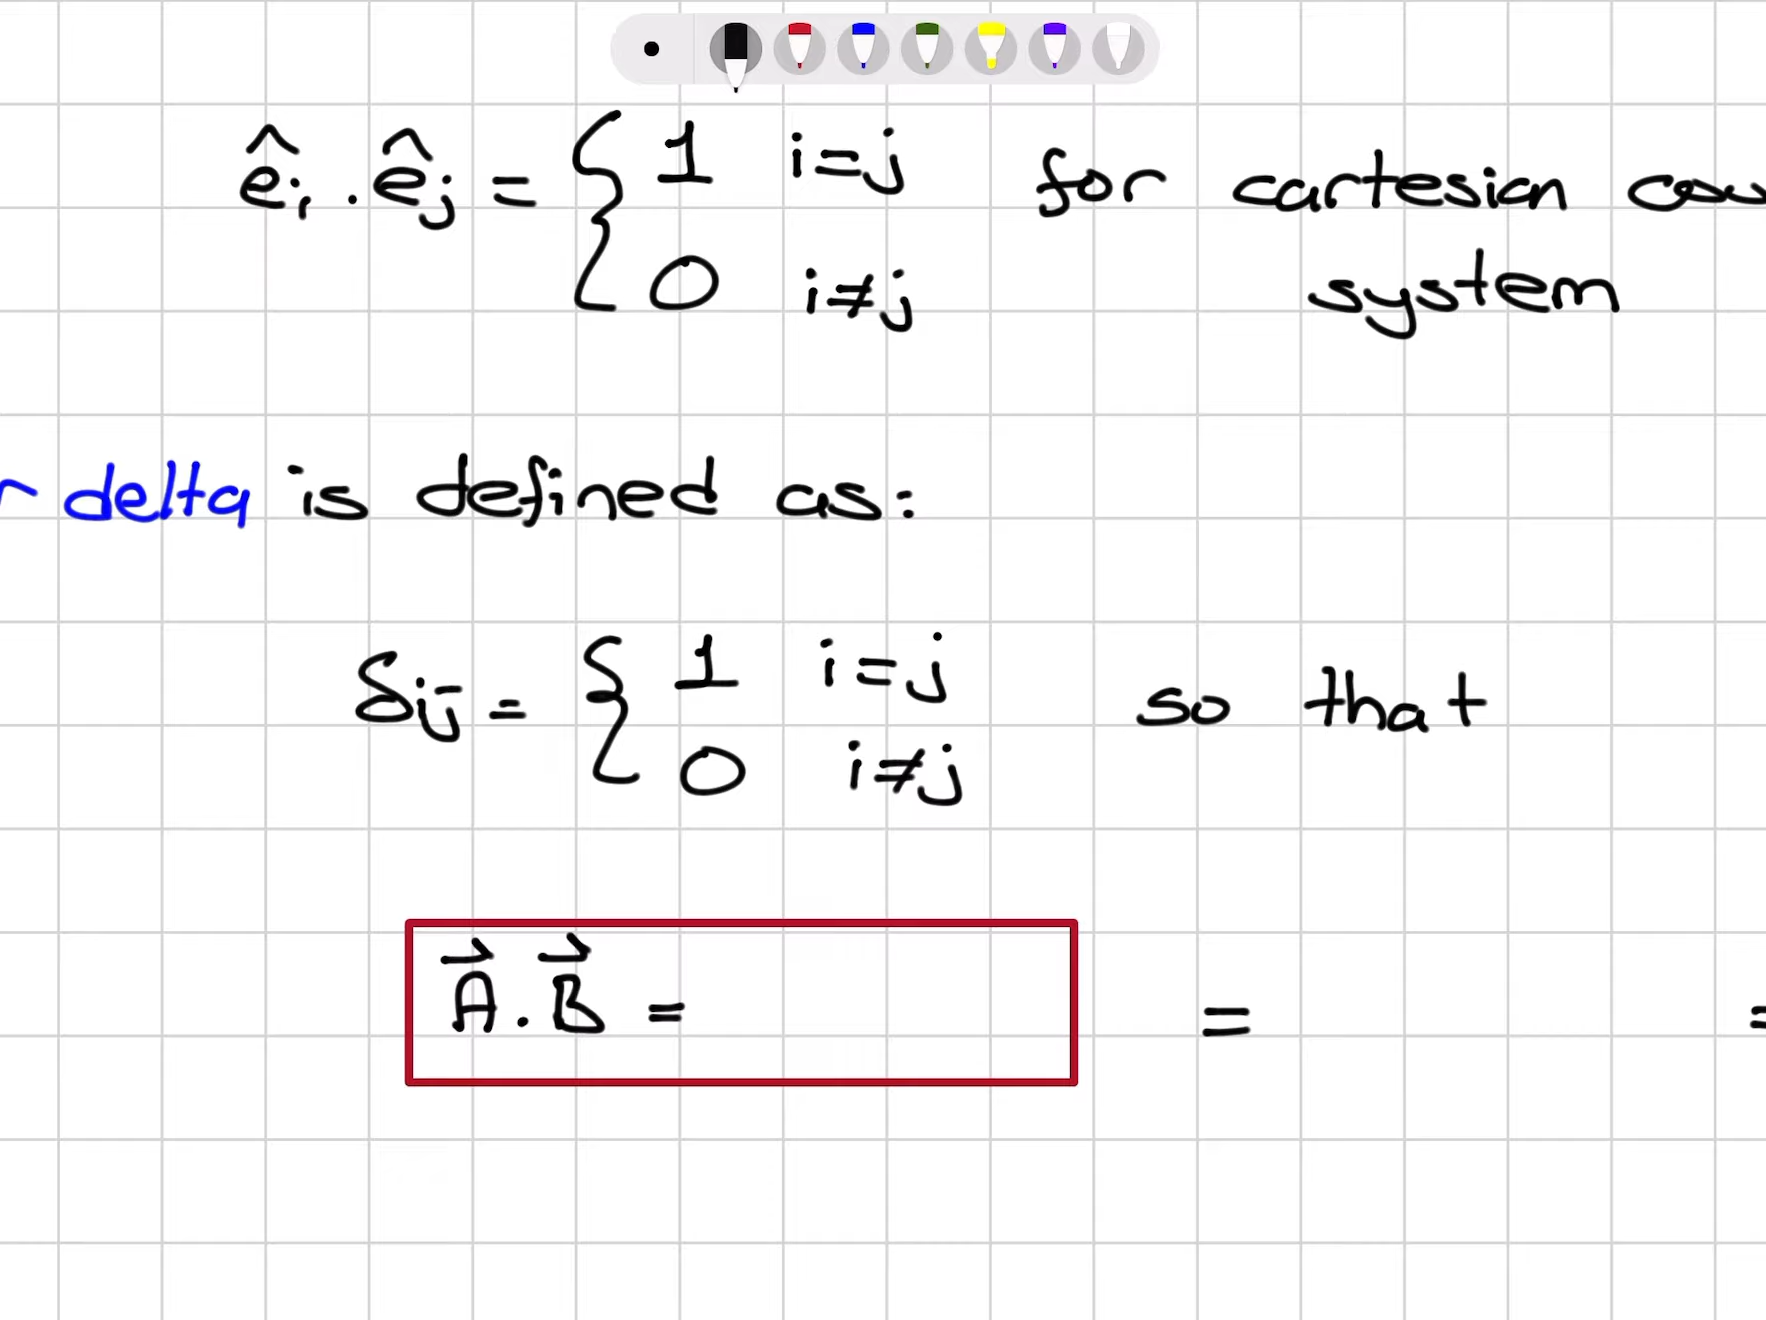 êᵢ . êⱼ = { 1 i=j for cartesian
0 i≠j system
delta is defined as:
δij = { 1 i=j so that
0 i≠j
A⃗ . B⃗ = = =